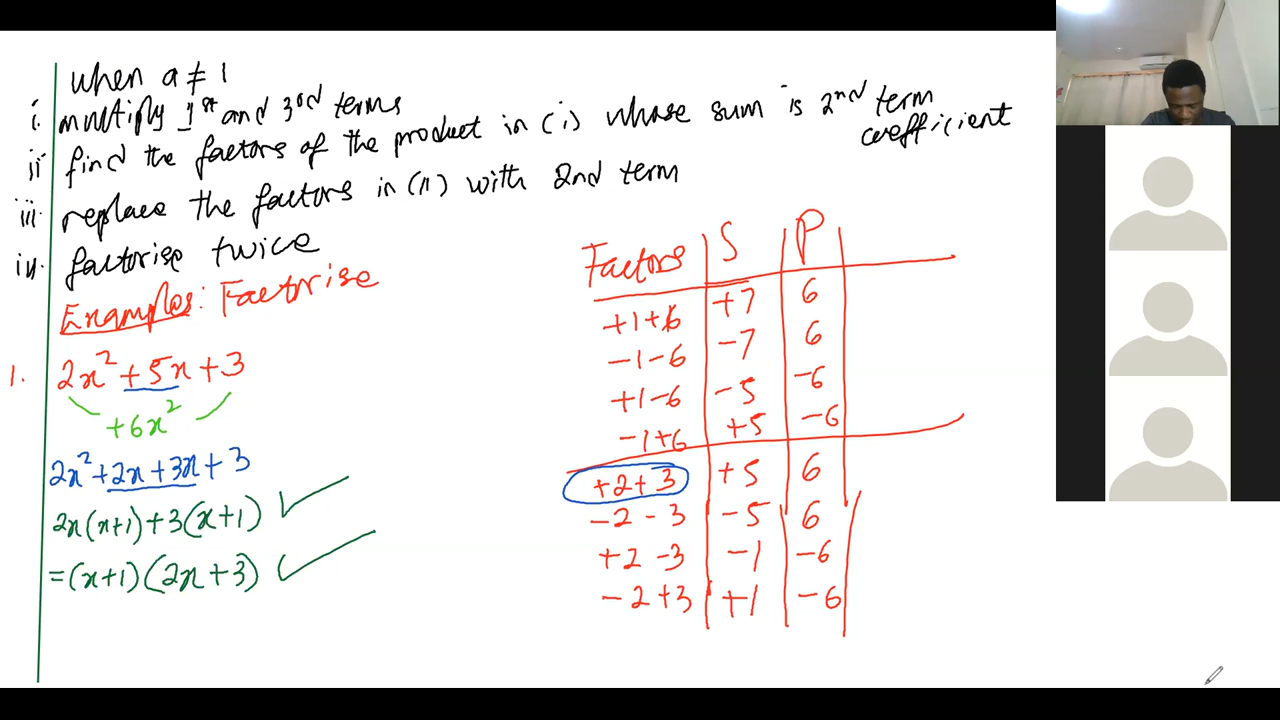 when a ≠ 1
i. multiply 1st and 3rd terms
ii. find the factors of the product in (i) whose sum is 2nd term coefficient
iii. replace the factors in (ii) with 2nd term
iv. factorise twice
Examples: Factorise
1. 2x² + 5x + 3
+6x²
2x² + 2x + 3x + 3
2x(x+1) + 3(x+1)
= (x+1)(2x+3)
Factors S P
+1+6 +7 6
-1-6 -7 6
+1-6 -5 -6
-1+6 +5 -6
+2+3 +5 6
-2-3 -5 6
+2-3 -1 -6
-2+3 +1 -6